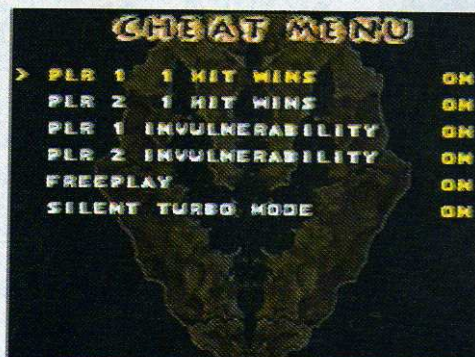 CHEAT MENU
> PLR 1 1 HIT WINS ON
PLR 2 1 HIT WINS ON
PLR 1 INVULNERABILITY ON
PLR 2 INVULNERABILITY ON
FREEPLAY ON
SILENT TURBO MODE ON